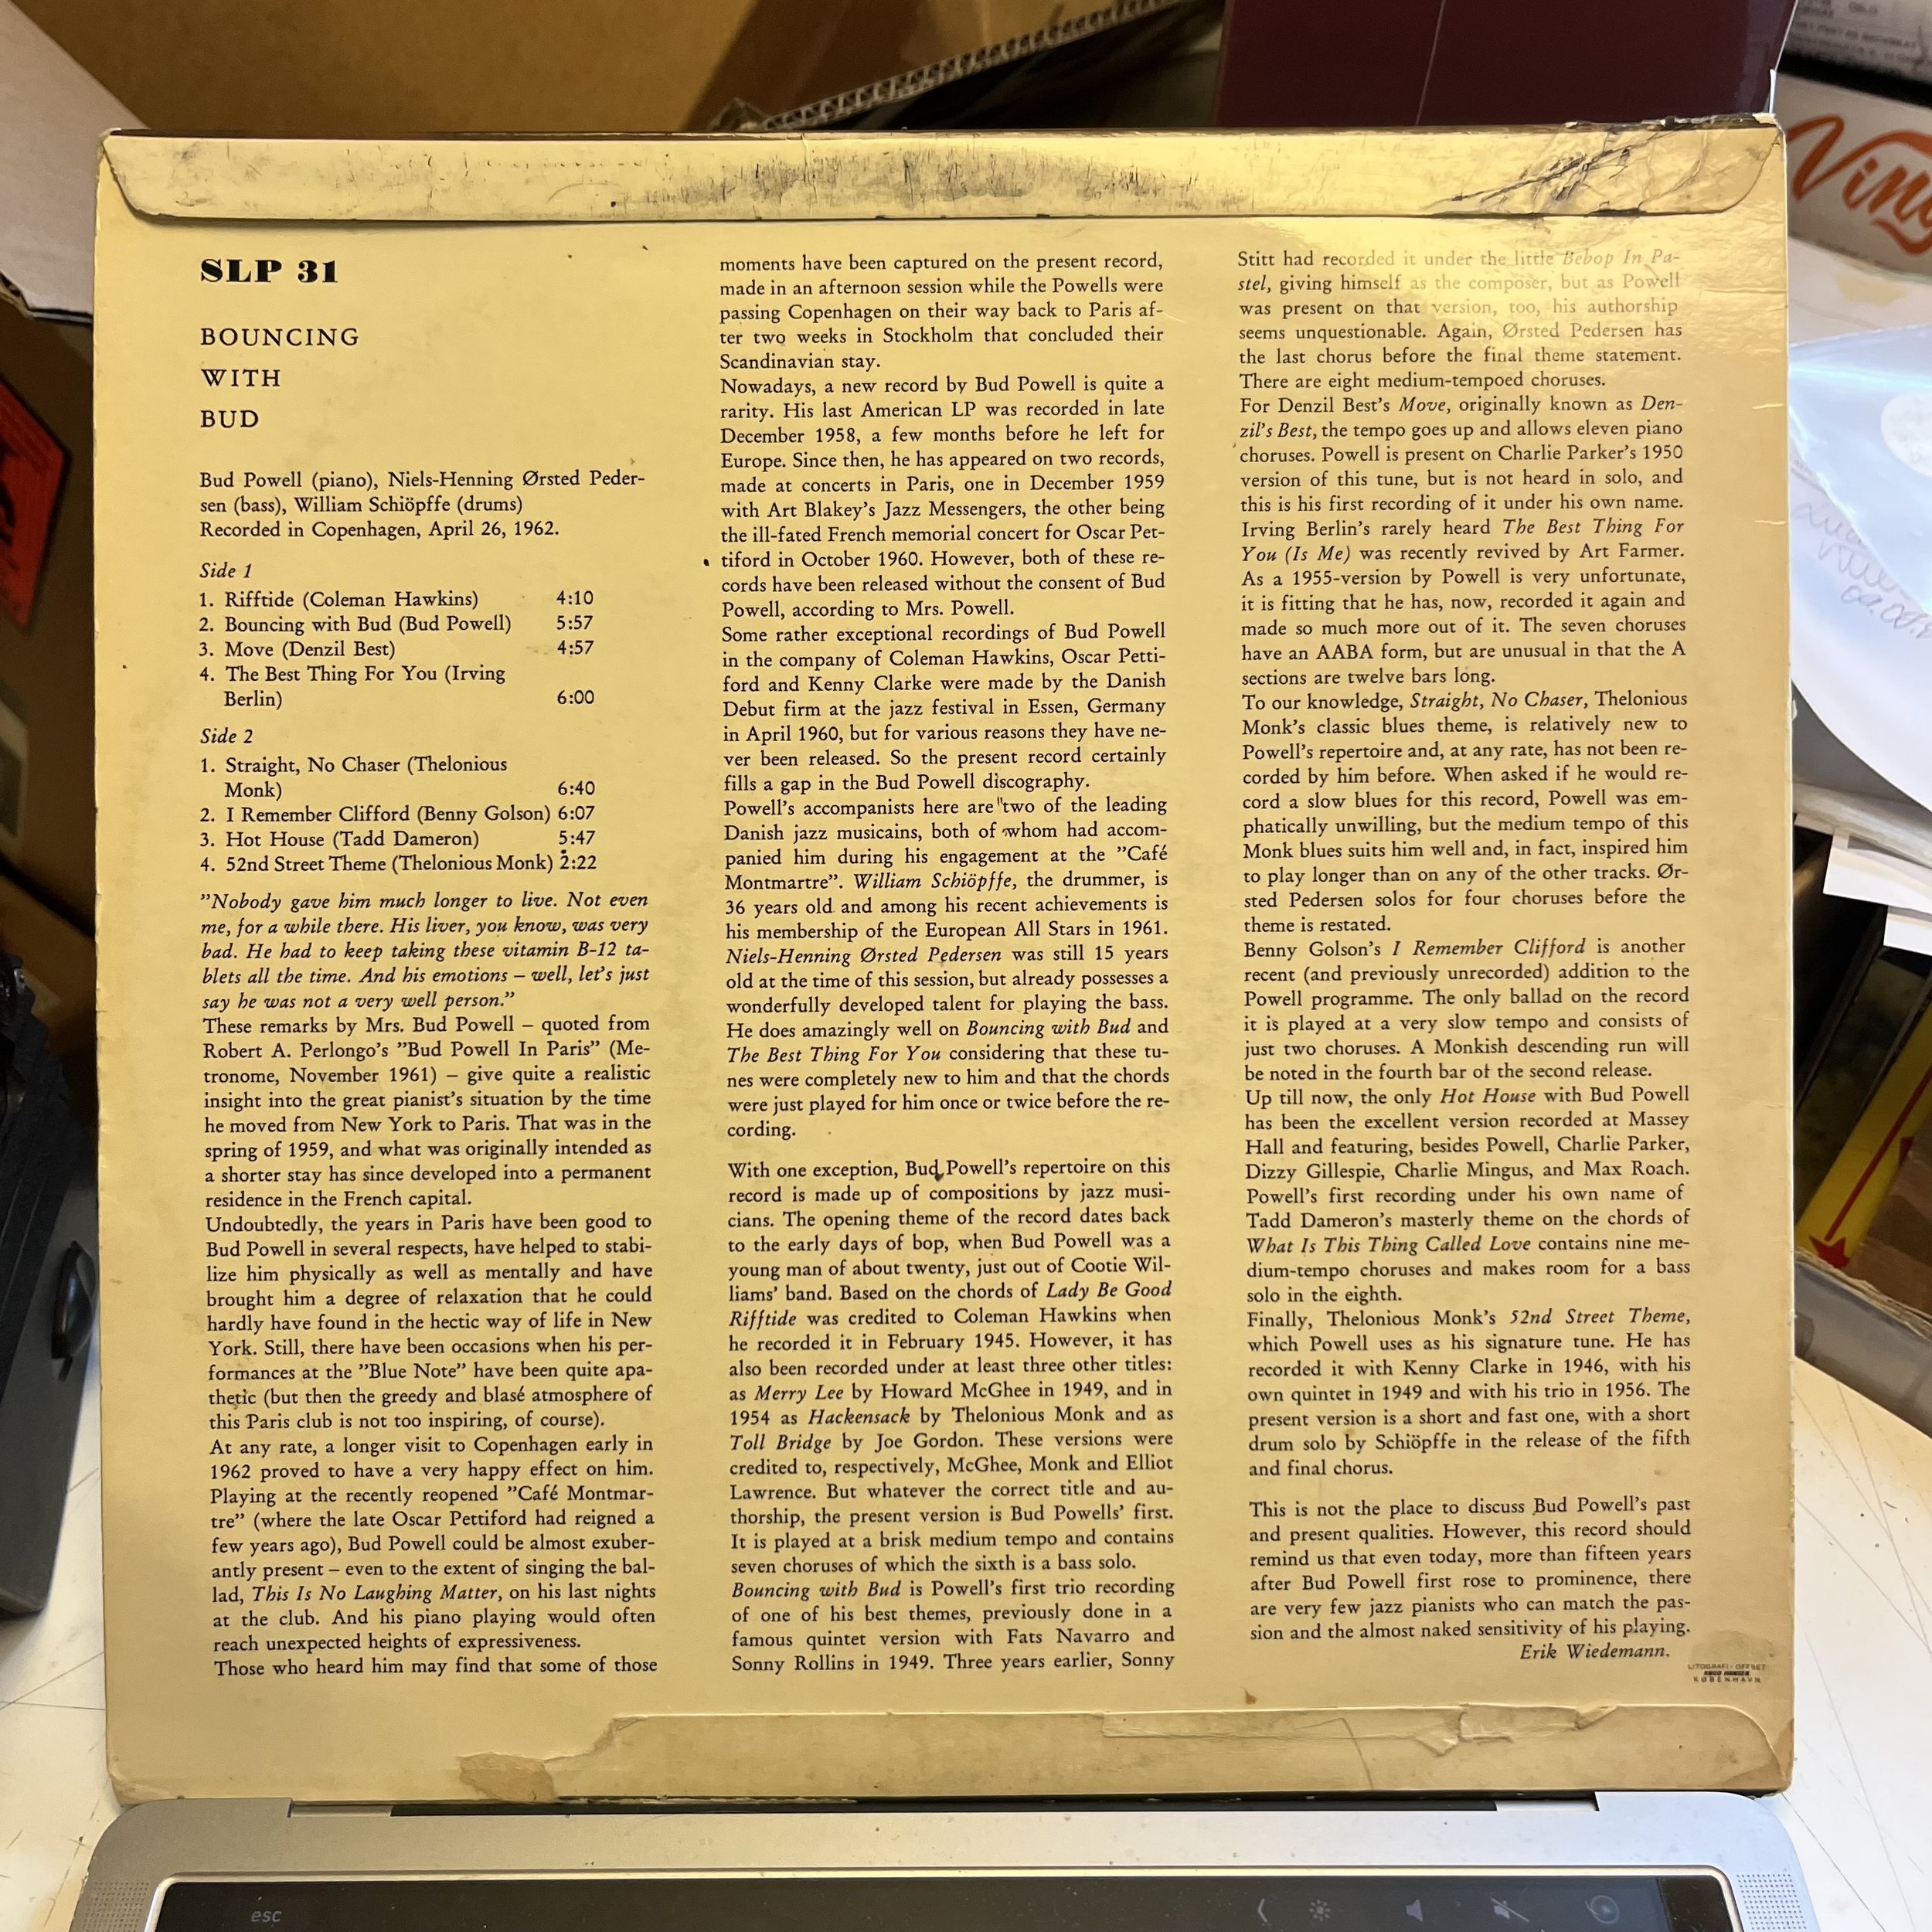 SLP 31
BOUNCING
WITH
BUD
Bud Powell (piano), Niels-Henning Ørsted Peder-
sen (bass), William Schiöpffe (drums)
Recorded in Copenhagen, April 26, 1962.
Side 1
1. Rifftide (Coleman Hawkins) 4:10
2. Bouncing with Bud (Bud Powell) 5:57
3. Move (Denzil Best) 4:57
4. The Best Thing For You (Irving
Berlin) 6:00
Side 2
1. Straight, No Chaser (Thelonious
Monk) 6:40
2. I Remember Clifford (Benny Golson) 6:07
3. Hot House (Tadd Dameron) 5:47
4. 52nd Street Theme (Thelonious Monk) 2:22
”Nobody gave him much longer to live. Not even
me, for a while there. His liver, you know, was very
bad. He had to keep taking these vitamin B-12 ta-
blets all the time. And his emotions – well, let’s just
say he was not a very well person.”
These remarks by Mrs. Bud Powell – quoted from
Robert A. Perlongo’s ”Bud Powell In Paris” (Me-
tronome, November 1961) – give quite a realistic
insight into the great pianist’s situation by the time
he moved from New York to Paris. That was in the
spring of 1959, and what was originally intended as
a shorter stay has since developed into a permanent
residence in the French capital.
Undoubtedly, the years in Paris have been good to
Bud Powell in several respects, have helped to stabi-
lize him physically as well as mentally and have
brought him a degree of relaxation that he could
hardly have found in the hectic way of life in New
York. Still, there have been occasions when his per-
formances at the ”Blue Note” have been quite apa-
thetic (but then the greedy and blasé atmosphere of
this Paris club is not too inspiring, of course).
At any rate, a longer visit to Copenhagen early in
1962 proved to have a very happy effect on him.
Playing at the recently reopened ”Café Montmar-
tre” (where the late Oscar Pettiford had reigned a
few years ago), Bud Powell could be almost exuber-
antly present – even to the extent of singing the bal-
lad, This Is No Laughing Matter, on his last nights
at the club. And his piano playing would often
reach unexpected heights of expressiveness.
Those who heard him may find that some of those
moments have been captured on the present record,
made in an afternoon session while the Powells were
passing Copenhagen on their way back to Paris af-
ter two weeks in Stockholm that concluded their
Scandinavian stay.
Nowadays, a new record by Bud Powell is quite a
rarity. His last American LP was recorded in late
December 1958, a few months before he left for
Europe. Since then, he has appeared on two records,
made at concerts in Paris, one in December 1959
with Art Blakey’s Jazz Messengers, the other being
the ill-fated French memorial concert for Oscar Pet-
tiford in October 1960. However, both of these re-
cords have been released without the consent of Bud
Powell, according to Mrs. Powell.
Some rather exceptional recordings of Bud Powell
in the company of Coleman Hawkins, Oscar Petti-
ford and Kenny Clarke were made by the Danish
Debut firm at the jazz festival in Essen, Germany
in April 1960, but for various reasons they have ne-
ver been released. So the present record certainly
fills a gap in the Bud Powell discography.
Powell’s accompanists here are two of the leading
Danish jazz musicains, both of whom had accom-
panied him during his engagement at the ”Café
Montmartre”. William Schiöpffe, the drummer, is
36 years old and among his recent achievements is
his membership of the European All Stars in 1961.
Niels-Henning Ørsted Pedersen was still 15 years
old at the time of this session, but already possesses a
wonderfully developed talent for playing the bass.
He does amazingly well on Bouncing with Bud and
The Best Thing For You considering that these tu-
nes were completely new to him and that the chords
were just played for him once or twice before the re-
cording.
With one exception, Bud Powell’s repertoire on this
record is made up of compositions by jazz musi-
cians. The opening theme of the record dates back
to the early days of bop, when Bud Powell was a
young man of about twenty, just out of Cootie Wil-
liams’ band. Based on the chords of Lady Be Good
Rifftide was credited to Coleman Hawkins when
he recorded it in February 1945. However, it has
also been recorded under at least three other titles:
as Merry Lee by Howard McGhee in 1949, and in
1954 as Hackensack by Thelonious Monk and as
Toll Bridge by Joe Gordon. These versions were
credited to, respectively, McGhee, Monk and Elliot
Lawrence. But whatever the correct title and au-
thorship, the present version is Bud Powells’ first.
It is played at a brisk medium tempo and contains
seven choruses of which the sixth is a bass solo.
Bouncing with Bud is Powell’s first trio recording
of one of his best themes, previously done in a
famous quintet version with Fats Navarro and
Sonny Rollins in 1949. Three years earlier, Sonny
Stitt had recorded it under the little Bebop In Pa-
stel, giving himself as the composer, but as Powell
was present on that version, too, his authorship
seems unquestionable. Again, Ørsted Pedersen has
the last chorus before the final theme statement.
There are eight medium-tempoed choruses.
For Denzil Best’s Move, originally known as Den-
zil’s Best, the tempo goes up and allows eleven piano
choruses. Powell is present on Charlie Parker’s 1950
version of this tune, but is not heard in solo, and
this is his first recording of it under his own name.
Irving Berlin’s rarely heard The Best Thing For
You (Is Me) was recently revived by Art Farmer.
As a 1955-version by Powell is very unfortunate,
it is fitting that he has, now, recorded it again and
made so much more out of it. The seven choruses
have an AABA form, but are unusual in that the A
sections are twelve bars long.
To our knowledge, Straight, No Chaser, Thelonious
Monk’s classic blues theme, is relatively new to
Powell’s repertoire and, at any rate, has not been re-
corded by him before. When asked if he would re-
cord a slow blues for this record, Powell was em-
phatically unwilling, but the medium tempo of this
Monk blues suits him well and, in fact, inspired him
to play longer than on any of the other tracks. Ør-
sted Pedersen solos for four choruses before the
theme is restated.
Benny Golson’s I Remember Clifford is another
recent (and previously unrecorded) addition to the
Powell programme. The only ballad on the record
it is played at a very slow tempo and consists of
just two choruses. A Monkish descending run will
be noted in the fourth bar of the second release.
Up till now, the only Hot House with Bud Powell
has been the excellent version recorded at Massey
Hall and featuring, besides Powell, Charlie Parker,
Dizzy Gillespie, Charlie Mingus, and Max Roach.
Powell’s first recording under his own name of
Tadd Dameron’s masterly theme on the chords of
What Is This Thing Called Love contains nine me-
dium-tempo choruses and makes room for a bass
solo in the eighth.
Finally, Thelonious Monk’s 52nd Street Theme,
which Powell uses as his signature tune. He has
recorded it with Kenny Clarke in 1946, with his
own quintet in 1949 and with his trio in 1956. The
present version is a short and fast one, with a short
drum solo by Schiöpffe in the release of the fifth
and final chorus.
This is not the place to discuss Bud Powell’s past
and present qualities. However, this record should
remind us that even today, more than fifteen years
after Bud Powell first rose to prominence, there
are very few jazz pianists who can match the pas-
sion and the almost naked sensitivity of his playing.
Erik Wiedemann.
LITOGRAFI - OFFSET
KNUD HANSEN
KØBENHAVN
esc